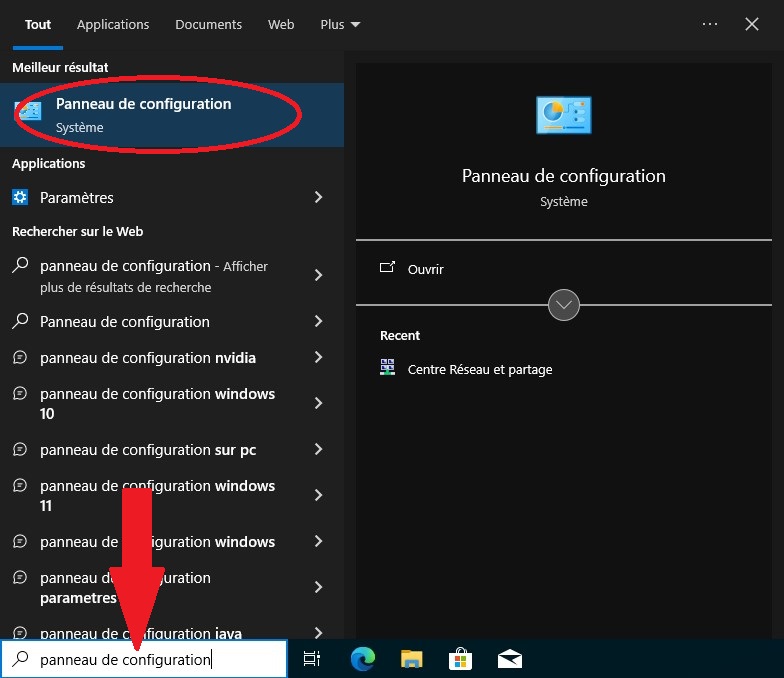 Tout Applications Documents Web Plus
Meilleur résultat
Panneau de configuration
Système
Applications
Paramètres
Rechercher sur le Web
panneau de configuration - Afficher
plus de résultats de recherche
Panneau de configuration
panneau de configuration nvidia
panneau de configuration windows
10
panneau de configuration sur pc
panneau de configuration windows
11
panneau de configuration windows
panneau de configuration
parametres
panneau de configuration java
panneau de configuration
Panneau de configuration
Système
Ouvrir
Recent
Centre Réseau et partage